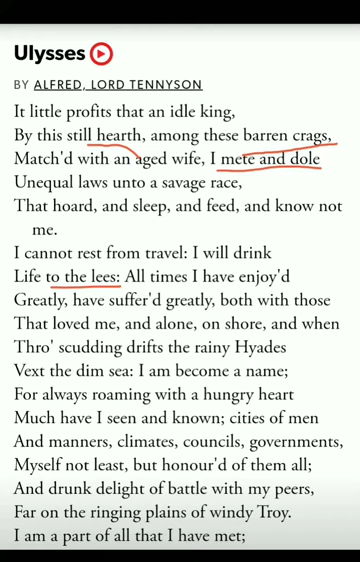 Ulysses
BY ALFRED, LORD TENNYSON
It little profits that an idle king,
By this still hearth, among these barren crags,
Match'd with an aged wife, I mete and dole
Unequal laws unto a savage race,
That hoard, and sleep, and feed, and know not
me.
I cannot rest from travel: I will drink
Life to the lees: All times I have enjoy'd
Greatly, have suffer'd greatly, both with those
That loved me, and alone, on shore, and when
Thro' scudding drifts the rainy Hyades
Vext the dim sea: I am become a name;
For always roaming with a hungry heart
Much have I seen and known; cities of men
And manners, climates, councils, governments,
Myself not least, but honour'd of them all;
And drunk delight of battle with my peers,
Far on the ringing plains of windy Troy.
I am a part of all that I have met;